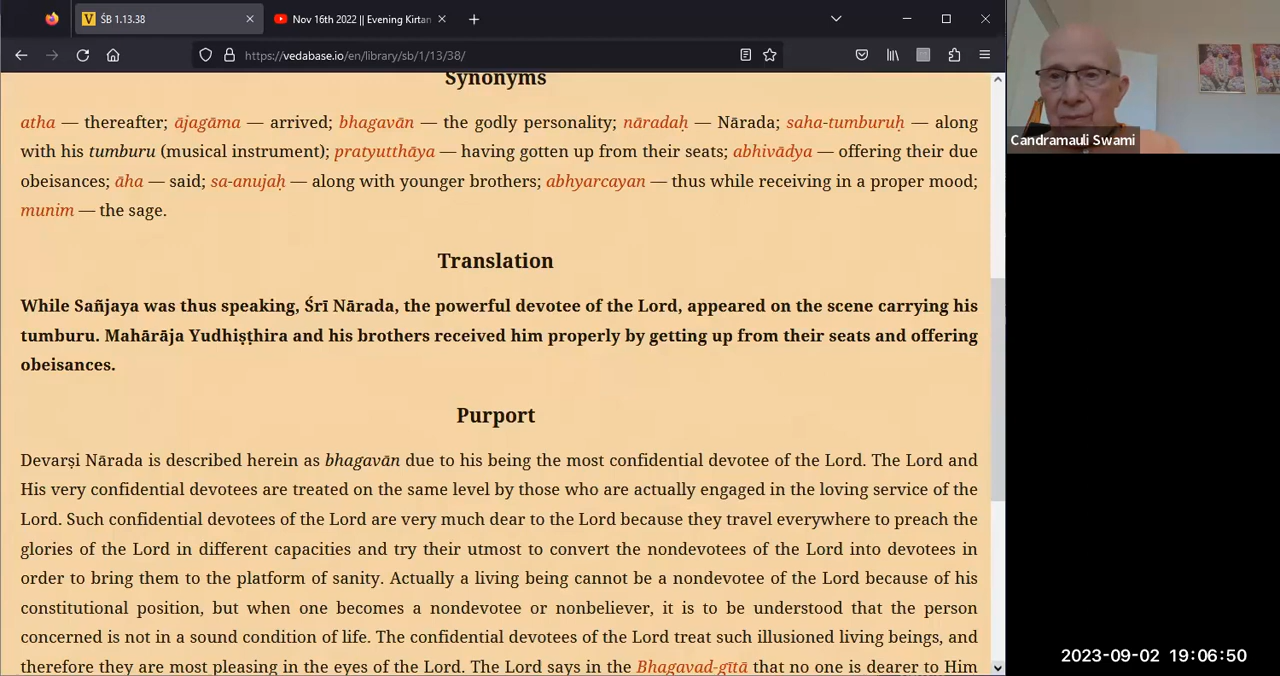 ŚB 1.13.38
Nov 16th 2022 || Evening Kirtan
https://vedabase.io/en/library/sb/1/13/38/
Synonyms
atha — thereafter; ājagāma — arrived; bhagavān — the godly personality; nāradaḥ — Nārada; saha-tumburuḥ — along
with his tumburu (musical instrument); pratyutthāya — having gotten up from their seats; abhivādya — offering their due
obeisances; āha — said; sa-anujaḥ — along with younger brothers; abhyarcayan — thus while receiving in a proper mood;
munim — the sage.
Translation
While Sañjaya was thus speaking, Śrī Nārada, the powerful devotee of the Lord, appeared on the scene carrying his
tumburu. Mahārāja Yudhiṣṭhira and his brothers received him properly by getting up from their seats and offering
obeisances.
Purport
Devarṣi Nārada is described herein as bhagavān due to his being the most confidential devotee of the Lord. The Lord and
His very confidential devotees are treated on the same level by those who are actually engaged in the loving service of the
Lord. Such confidential devotees of the Lord are very much dear to the Lord because they travel everywhere to preach the
glories of the Lord in different capacities and try their utmost to convert the nondevotees of the Lord into devotees in
order to bring them to the platform of sanity. Actually a living being cannot be a nondevotee of the Lord because of his
constitutional position, but when one becomes a nondevotee or nonbeliever, it is to be understood that the person
concerned is not in a sound condition of life. The confidential devotees of the Lord treat such illusioned living beings, and
therefore they are most pleasing in the eyes of the Lord. The Lord says in the Bhagavad-gītā that no one is dearer to Him
Candramauli Swami
2023-09-02 19:06:50